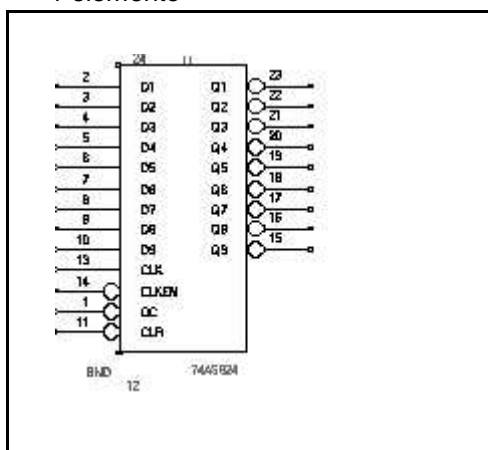 elements
24 U
2 D1 Q1 23
3 D2 Q2 22
4 D3 Q3 21
5 D4 Q4 20
6 D5 Q5 19
7 D6 Q6 18
8 D7 Q7 17
9 D8 Q8 16
10 D9 Q9 15
13 CLK
14 CLKEN
1 OC
11 CLR
GND 74AS824
12